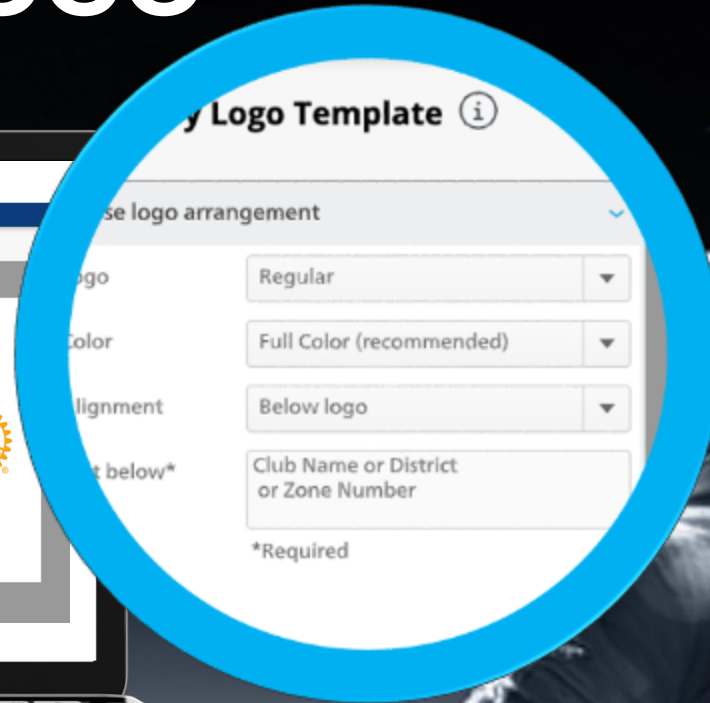 y Logo Template
se logo arrangement
ogo Regular
Color Full Color (recommended)
lignment Below logo
t below* Club Name or District
or Zone Number
*Required